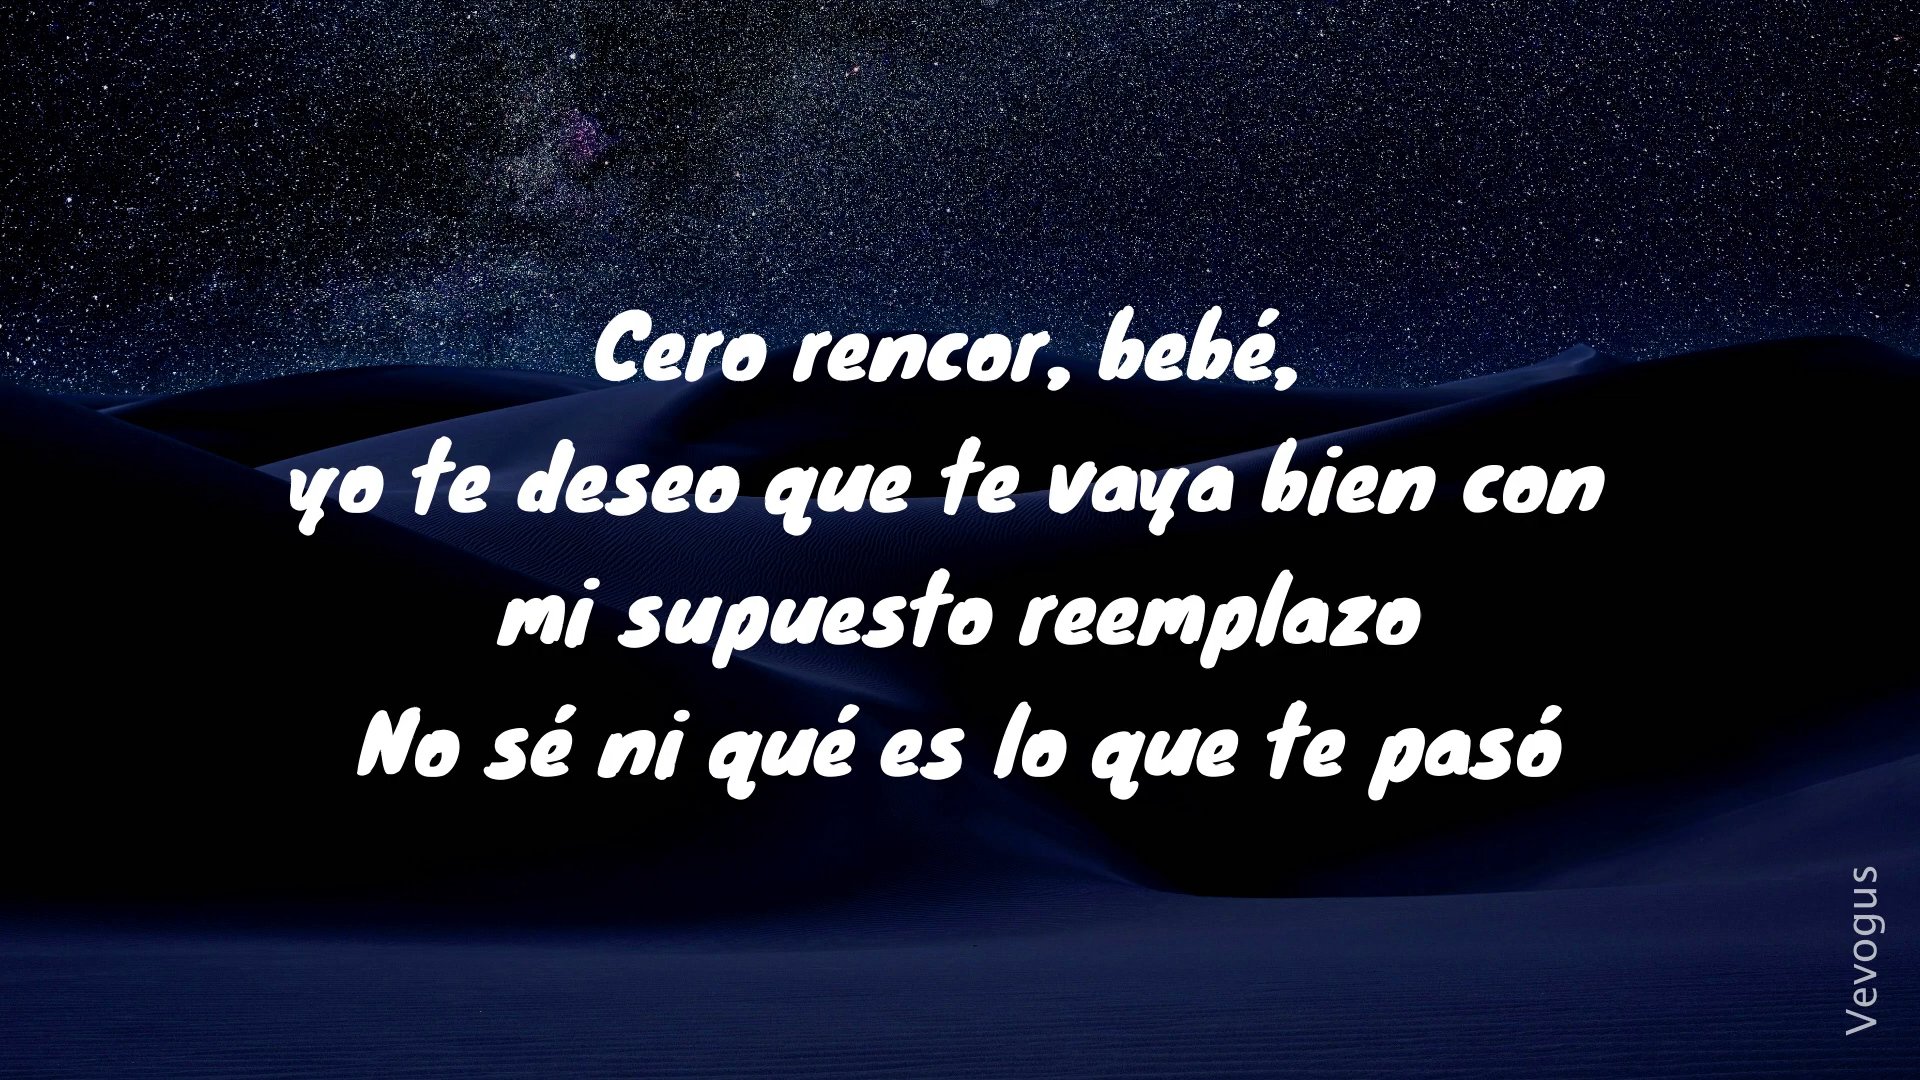 Cero rencor, bebé,
yo te deseo que te vaya bien con
mi supuesto reemplazo
No sé ni qué es lo que te pasó
Vevogus